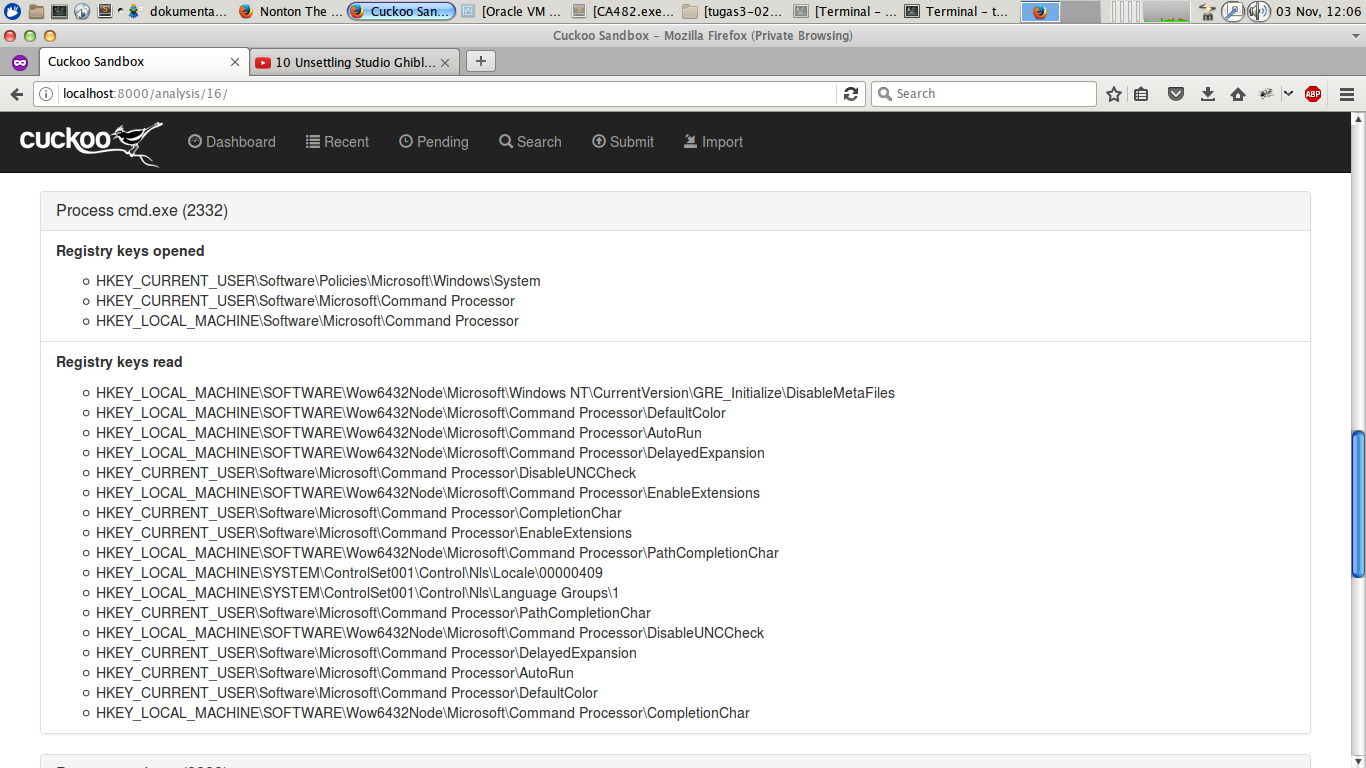 dokumenta...
Nonton The ...
Cuckoo San...
[Oracle VM ...
[CA482.exe...
[tugas3-02...
[Terminal - ...
Terminal - t...
03 Nov, 12:06
Cuckoo Sandbox - Mozilla Firefox (Private Browsing)
Cuckoo Sandbox
10 Unsettling Studio Ghibl...
localhost:8000/analysis/16/
Search
ABP
cuckoo
Dashboard
Recent
Pending
Search
Submit
Import
Process cmd.exe (2332)
Registry keys opened
HKEY_CURRENT_USER\Software\Policies\Microsoft\Windows\System
HKEY_CURRENT_USER\Software\Microsoft\Command Processor
HKEY_LOCAL_MACHINE\Software\Microsoft\Command Processor
Registry keys read
HKEY_LOCAL_MACHINE\SOFTWARE\Wow6432Node\Microsoft\Windows NT\CurrentVersion\GRE_Initialize\DisableMetaFiles
HKEY_LOCAL_MACHINE\SOFTWARE\Wow6432Node\Microsoft\Command Processor\DefaultColor
HKEY_LOCAL_MACHINE\SOFTWARE\Wow6432Node\Microsoft\Command Processor\AutoRun
HKEY_LOCAL_MACHINE\SOFTWARE\Wow6432Node\Microsoft\Command Processor\DelayedExpansion
HKEY_CURRENT_USER\Software\Microsoft\Command Processor\DisableUNCCheck
HKEY_LOCAL_MACHINE\SOFTWARE\Wow6432Node\Microsoft\Command Processor\EnableExtensions
HKEY_CURRENT_USER\Software\Microsoft\Command Processor\CompletionChar
HKEY_CURRENT_USER\Software\Microsoft\Command Processor\EnableExtensions
HKEY_LOCAL_MACHINE\SOFTWARE\Wow6432Node\Microsoft\Command Processor\PathCompletionChar
HKEY_LOCAL_MACHINE\SYSTEM\ControlSet001\Control\Nls\Locale\00000409
HKEY_LOCAL_MACHINE\SYSTEM\ControlSet001\Control\Nls\Language Groups\1
HKEY_CURRENT_USER\Software\Microsoft\Command Processor\PathCompletionChar
HKEY_LOCAL_MACHINE\SOFTWARE\Wow6432Node\Microsoft\Command Processor\DisableUNCCheck
HKEY_CURRENT_USER\Software\Microsoft\Command Processor\DelayedExpansion
HKEY_CURRENT_USER\Software\Microsoft\Command Processor\AutoRun
HKEY_CURRENT_USER\Software\Microsoft\Command Processor\DefaultColor
HKEY_LOCAL_MACHINE\SOFTWARE\Wow6432Node\Microsoft\Command Processor\CompletionChar